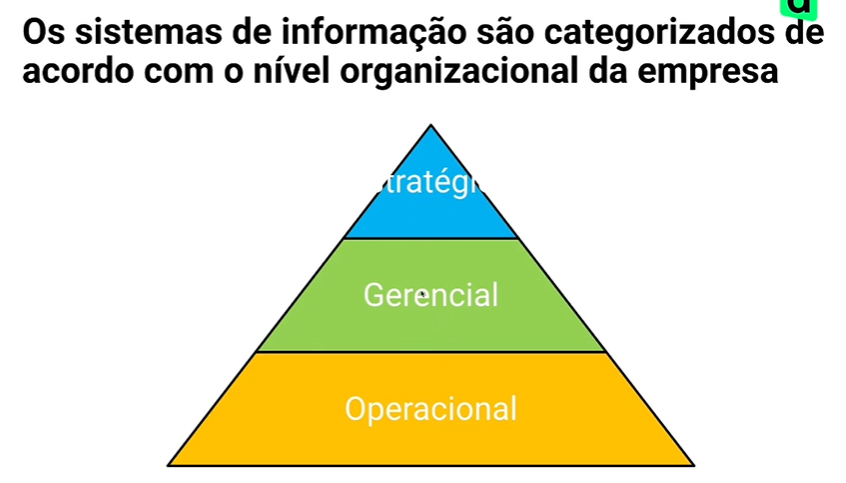 Os sistemas de informação são categorizados de
acordo com o nível organizacional da empresa
Gerencial
Operacional